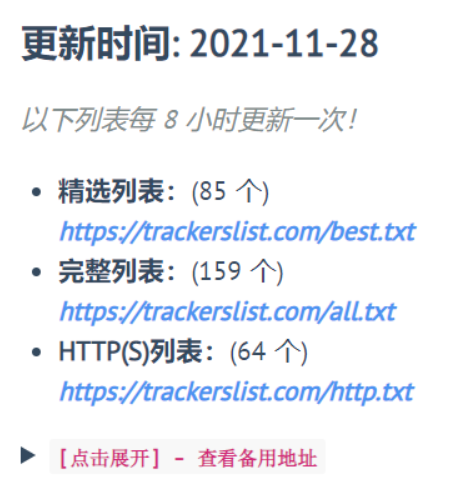 更新时间: 2021-11-28
以下列表每 8 小时更新一次！
• 精选列表：(85 个)
https://trackerslist.com/best.txt
• 完整列表：(159 个)
https://trackerslist.com/all.txt
• HTTP(S)列表：(64 个)
https://trackerslist.com/http.txt
▶ [点击展开] - 查看备用地址